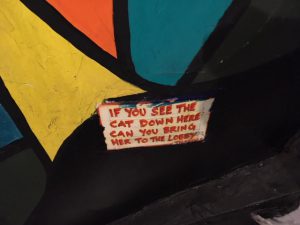 IF YOU SEE THE
CAT DOWN HERE
CAN YOU BRING
HER TO THE LOBBY